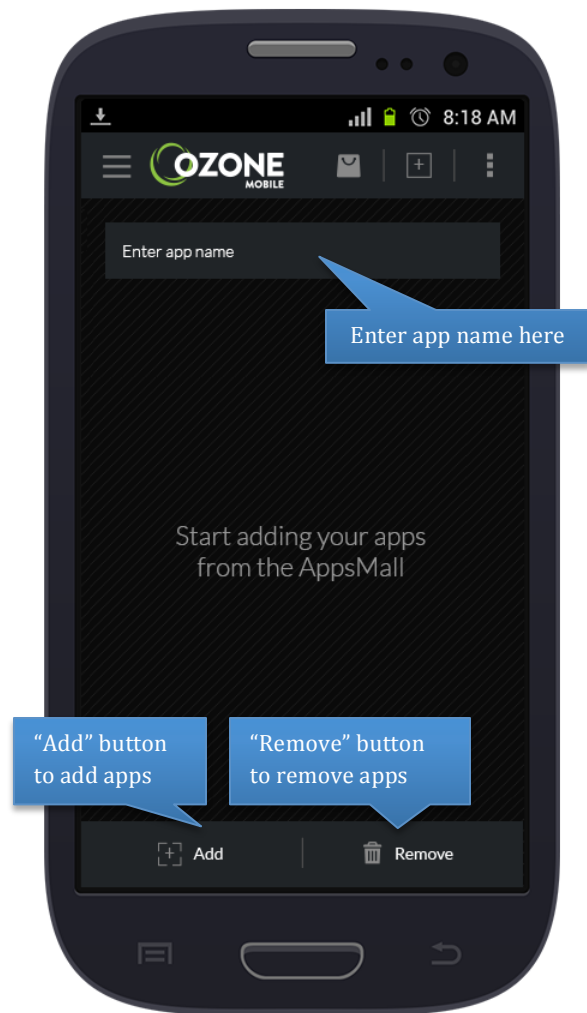 8:18 AM
OZONE
MOBILE
Enter app name
Enter app name here
Start adding your apps
from the AppsMall
“Add” button
to add apps
“Remove” button
to remove apps
Add
Remove